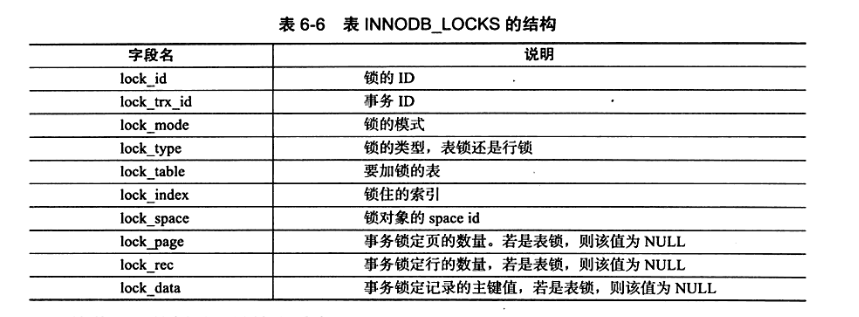 表 6-6 表 INNODB_LOCKS 的结构
字段名 说明
lock_id 锁的 ID
lock_trx_id 事务 ID
lock_mode 锁的模式
lock_type 锁的类型，表锁还是行锁
lock_table 要加锁的表
lock_index 锁住的索引
lock_space 锁对象的 space id
lock_page 事务锁定页的数量。若是表锁，则该值为 NULL
lock_rec 事务锁定行的数量，若是表锁，则该值为 NULL
lock_data 事务锁定记录的主键值，若是表锁，则该值为 NULL